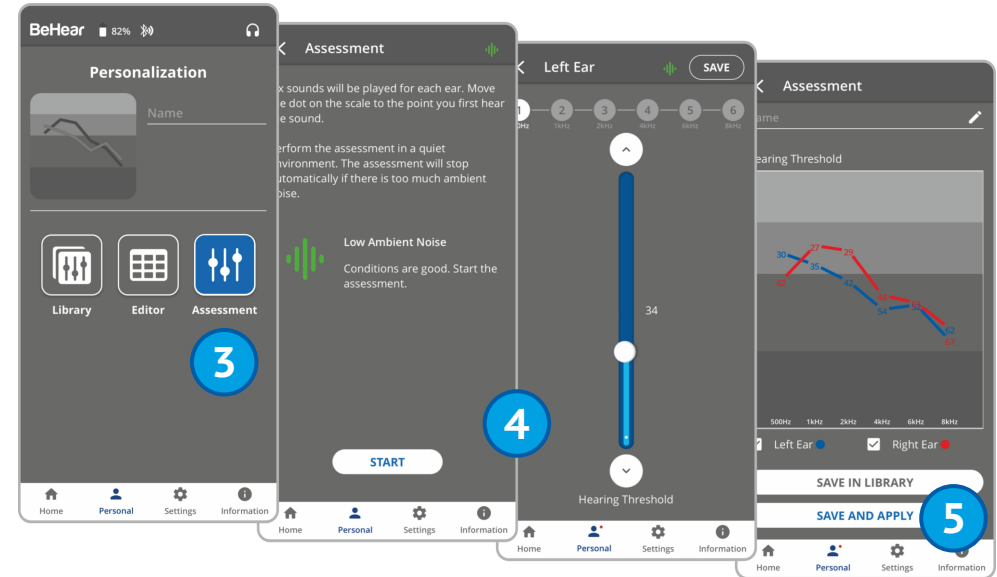 BeHear 82%
Personalization
Name
Library Editor Assessment
3
Home Personal Settings Information
Assessment
x sounds will be played for each ear. Move
e dot on the scale to the point you first hear
e sound.
erform the assessment in a quiet
nvironment. The assessment will stop
utomatically if there is too much ambient
oise.
Low Ambient Noise
Conditions are good. Start the
assessment.
START
Home Personal Settings Information
4
Left Ear SAVE
1 2 3 4 5 6
0Hz 1kHz 2kHz 4kHz 6kHz 8kHz
34
Hearing Threshold
Home Personal Settings Information
Assessment
ame
earing Threshold
30 27 29
35
42 42
48
54 52
62
67
500Hz 1kHz 2kHz 4kHz 6kHz 8kHz
Left Ear Right Ear
SAVE IN LIBRARY
SAVE AND APPLY
5
Home Personal Settings Information